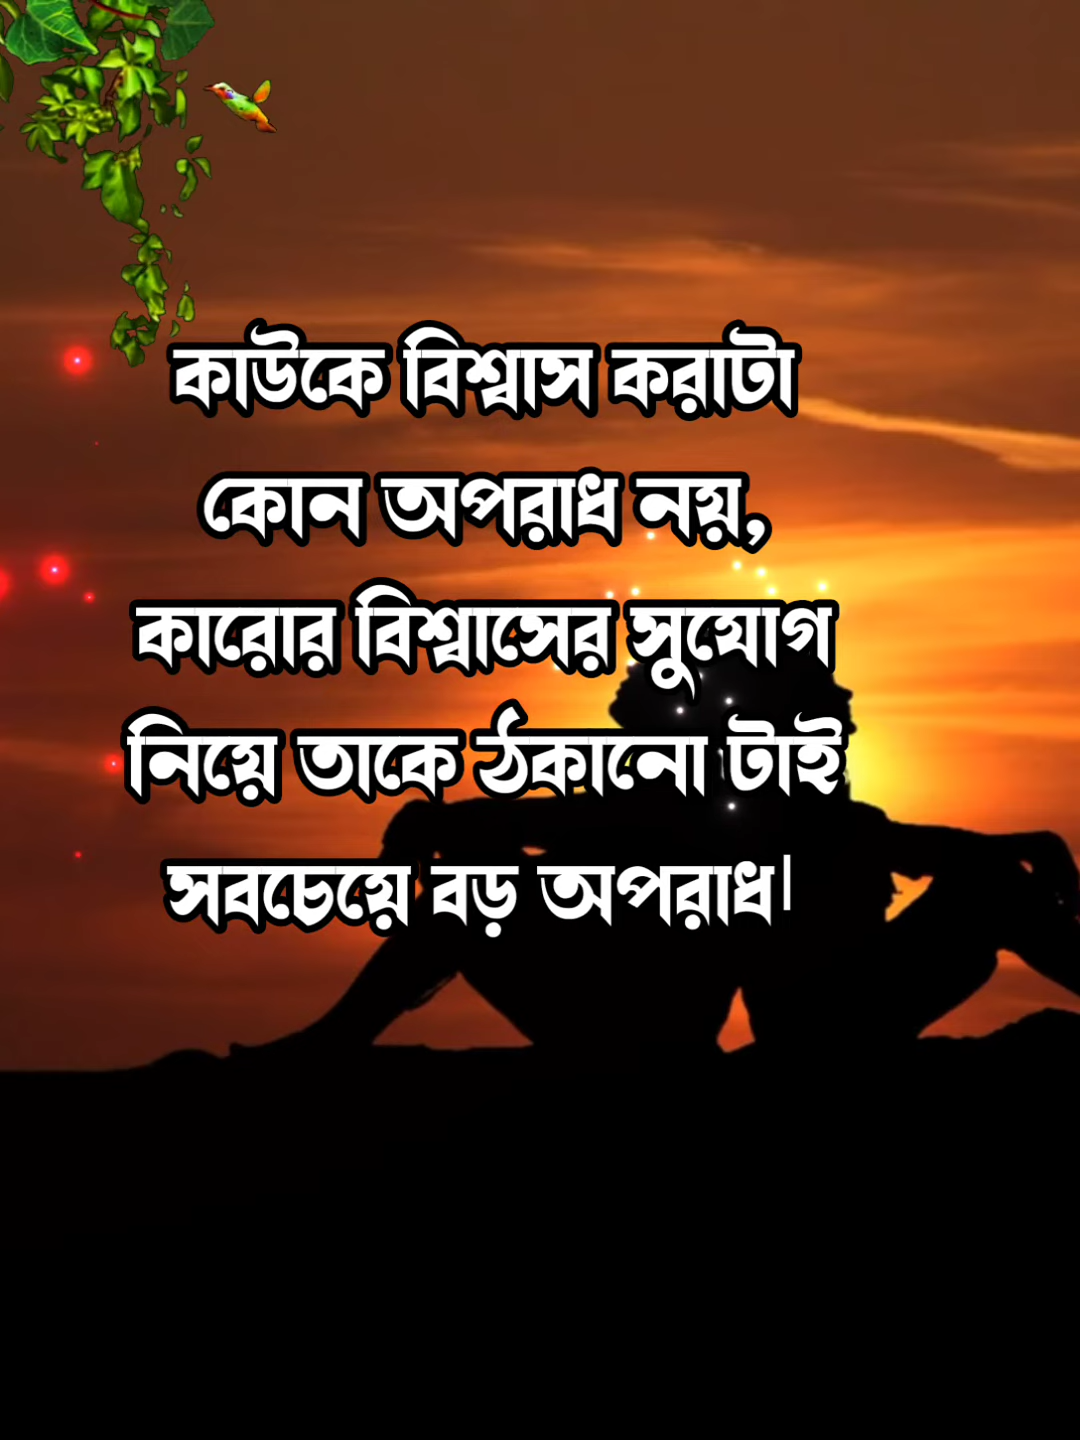 কাউকে বিশ্বাস করাটা
কোন অপরাধ নয়,
কারোর বিশ্বাসের সুযোগ
নিয়ে তাকে ঠকানো টাই
সবচেয়ে বড় অপরাধ।